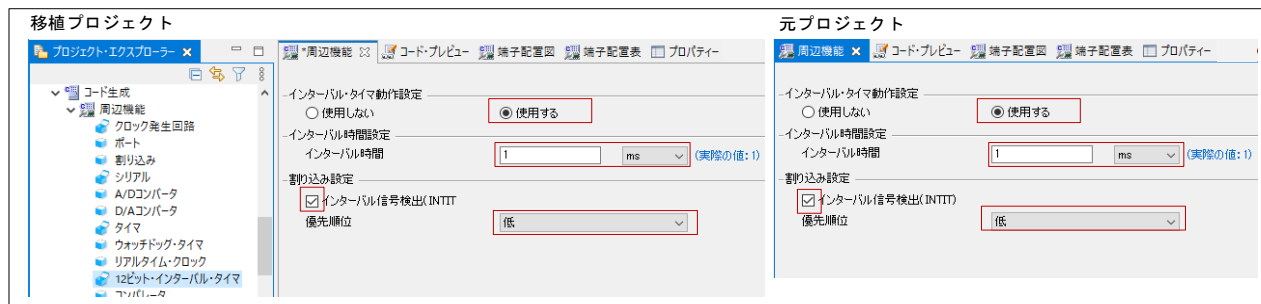 移植プロジェクト
プロジェクト・エクスプローラー
コード生成
周辺機能
クロック発生回路
ポート
割り込み
シリアル
A/Dコンバータ
D/Aコンバータ
タイマ
ウォッチドッグ・タイマ
リアルタイム・クロック
12ビット・インターバル・タイマ
コンパレータ
*周辺機能 コード・プレビュー 端子配置図 端子配置表 プロパティー
インターバル・タイマ動作設定
使用しない 使用する
インターバル時間設定
インターバル時間 1 ms (実際の値: 1)
割り込み設定
インターバル信号検出(INTIT
優先順位 低
元プロジェクト
周辺機能 コード・プレビュー 端子配置図 端子配置表 プロパティー
インターバル・タイマ動作設定
使用しない 使用する
インターバル時間設定
インターバル時間 1 ms (実際の値: 1)
割り込み設定
インターバル信号検出(INTIT)
優先順位 低